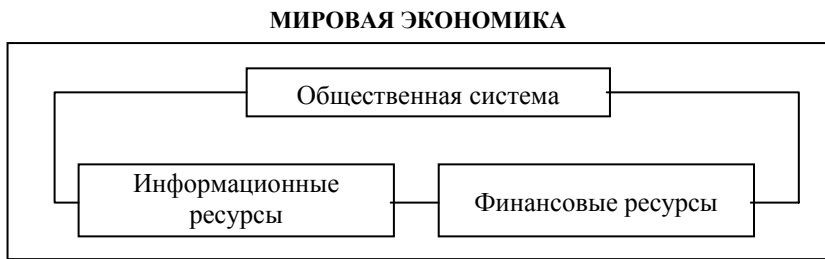 МИРОВАЯ ЭКОНОМИКА
Общественная система
Информационные
ресурсы
Финансовые ресурсы